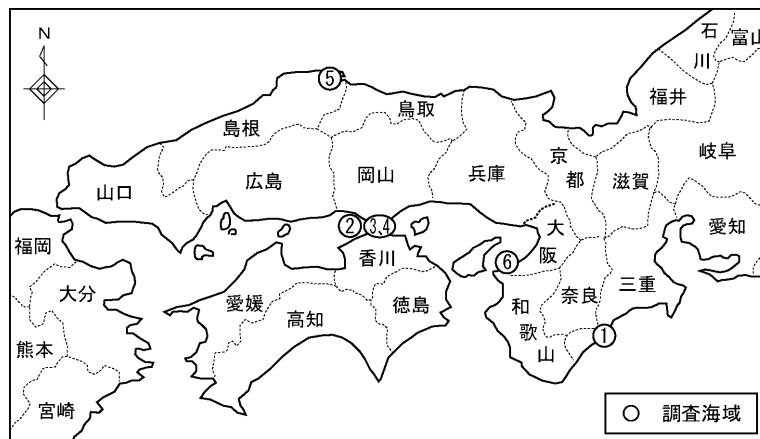 N
石川
富山
福井
⑤
鳥取
島根
京都
岐阜
兵庫
滋賀
岡山
広島
山口
愛知
大阪
②
③,④
福岡
香川
⑥
三重
奈良
大分
愛媛
徳島
和歌山
高知
①
熊本
宮崎
○ 調査海域